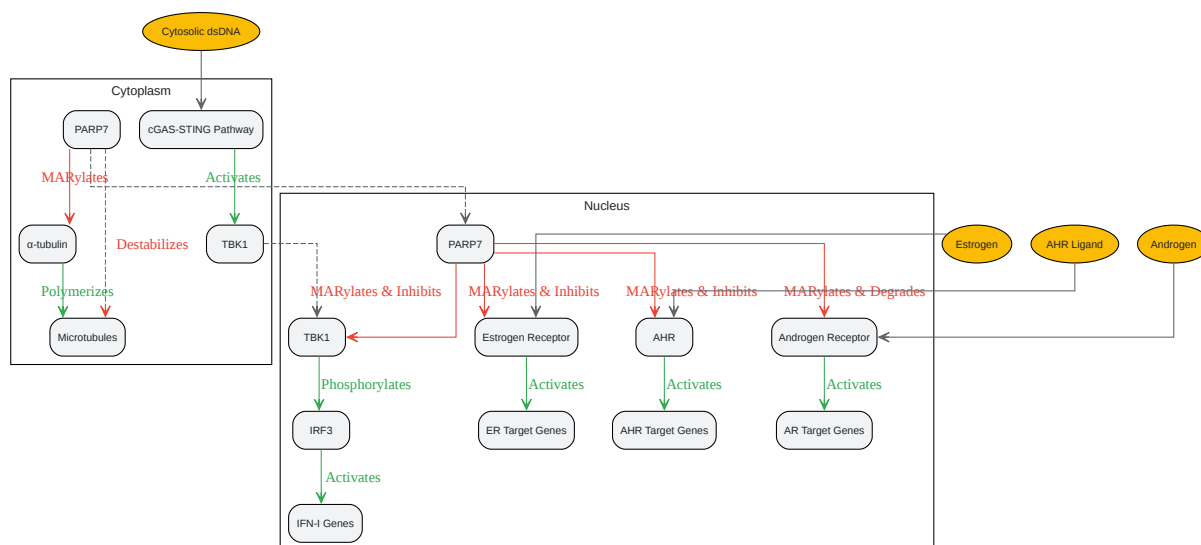 Cytosolic dsDNA
Cytoplasm
PARP7
cGAS-STING Pathway
MARylates
Activates
Nucleus
α-tubulin
Destabilizes
TBK1
PARP7
Estrogen
AHR Ligand
Androgen
Polymerizes
MARylates & Inhibits
MARylates & Inhibits
MARylates & Inhibits
MARylates & Degrades
Microtubules
TBK1
Estrogen Receptor
AHR
Androgen Receptor
Phosphorylates
Activates
Activates
Activates
IRF3
ER Target Genes
AHR Target Genes
AR Target Genes
Activates
IFN-I Genes